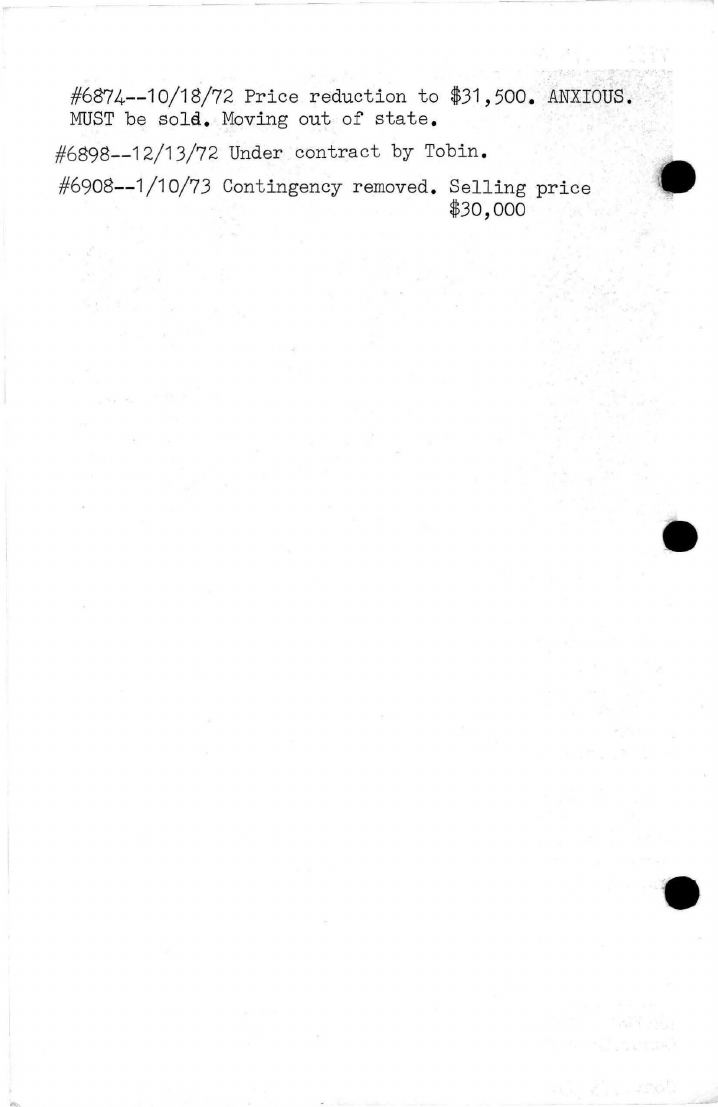 #6874--10/18/72 Price reduction to $31,500. ANXIOUS.
MUST be sold. Moving out of state.
#6898--12/13/72 Under contract by Tobin.
#6908--1/10/73 Contingency removed. Selling price
$30,000